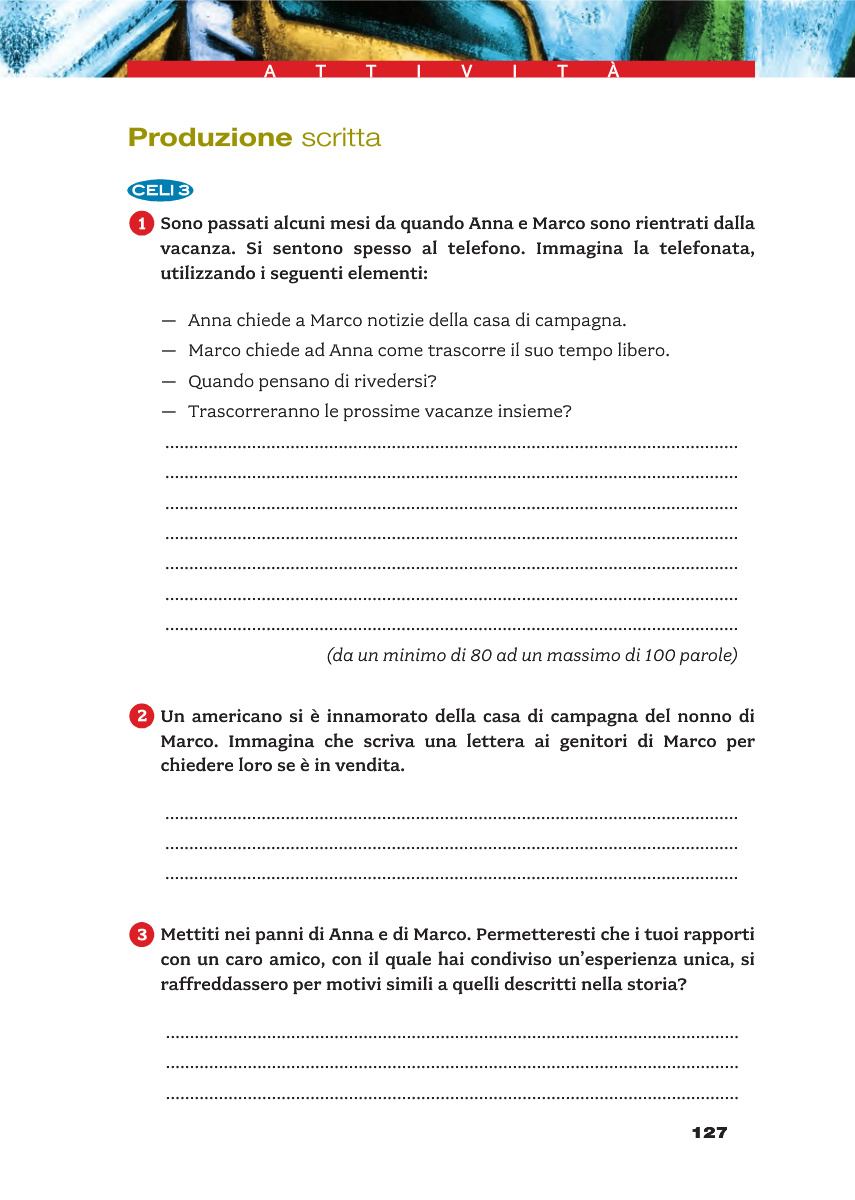 ATTIVITÀ
Produzione scritta
CELI 3
1 Sono passati alcuni mesi da quando Anna e Marco sono rientrati dalla
vacanza. Si sentono spesso al telefono. Immagina la telefonata,
utilizzando i seguenti elementi:
— Anna chiede a Marco notizie della casa di campagna.
— Marco chiede ad Anna come trascorre il suo tempo libero.
— Quando pensano di rivedersi?
— Trascorreranno le prossime vacanze insieme?
(da un minimo di 80 ad un massimo di 100 parole)
2 Un americano si è innamorato della casa di campagna del nonno di
Marco. Immagina che scriva una lettera ai genitori di Marco per
chiedere loro se è in vendita.
3 Mettiti nei panni di Anna e di Marco. Permetteresti che i tuoi rapporti
con un caro amico, con il quale hai condiviso un'esperienza unica, si
raffreddassero per motivi simili a quelli descritti nella storia?
127